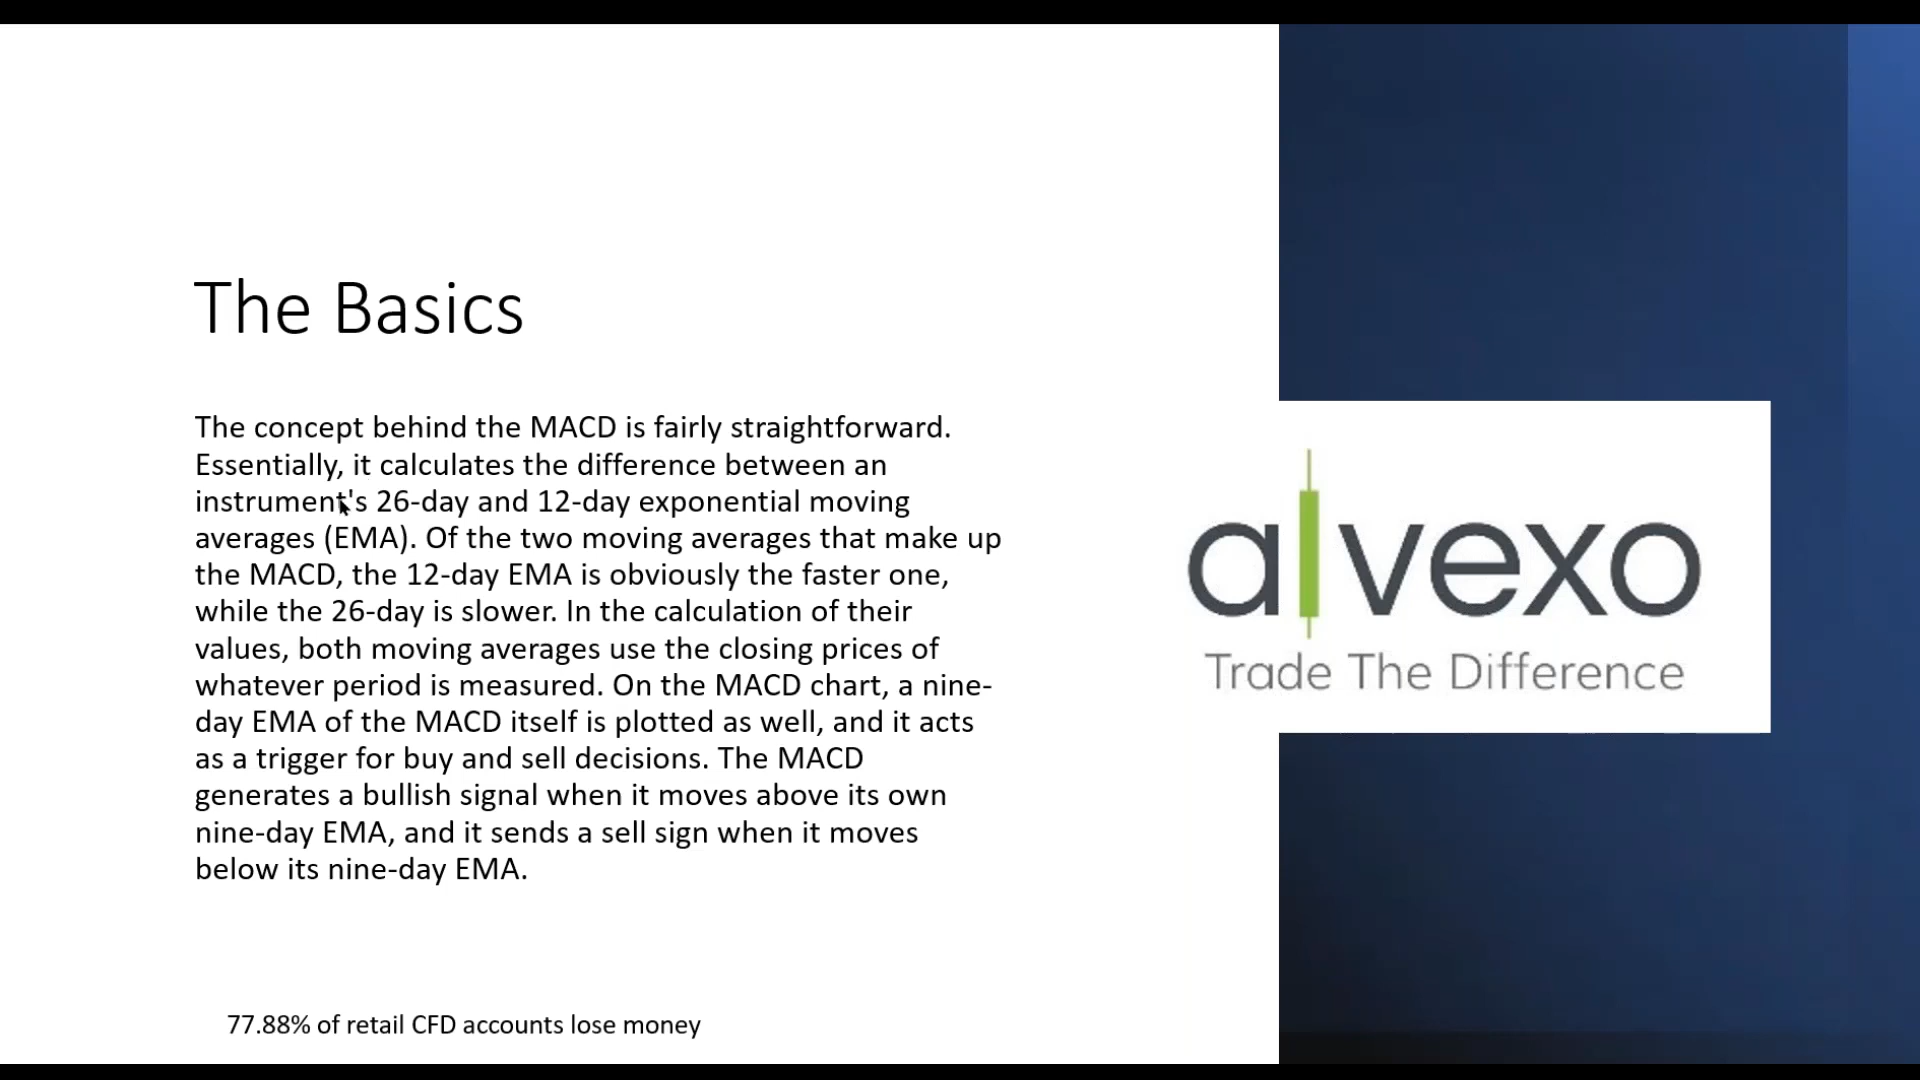 The Basics
The concept behind the MACD is fairly straightforward.
Essentially, it calculates the difference between an
instrument's 26-day and 12-day exponential moving
averages (EMA). Of the two moving averages that make up
the MACD, the 12-day EMA is obviously the faster one,
while the 26-day is slower. In the calculation of their
values, both moving averages use the closing prices of
whatever period is measured. On the MACD chart, a nine-
day EMA of the MACD itself is plotted as well, and it acts
as a trigger for buy and sell decisions. The MACD
generates a bullish signal when it moves above its own
nine-day EMA, and it sends a sell sign when it moves
below its nine-day EMA.
77.88% of retail CFD accounts lose money
alvexo
Trade The Difference